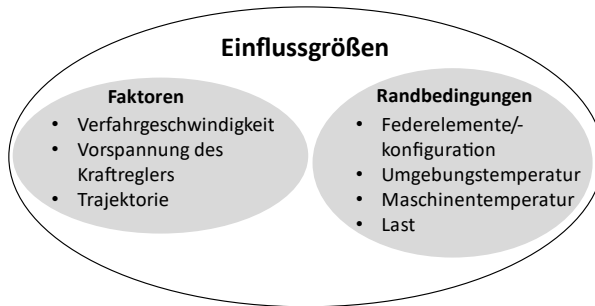 Einflussgrößen
Faktoren
• Verfahrgeschwindigkeit
• Vorspannung des
Kraftreglers
• Trajektorie
Randbedingungen
• Federelemente/-
konfiguration
• Umgebungstemperatur
• Maschinentemperatur
• Last